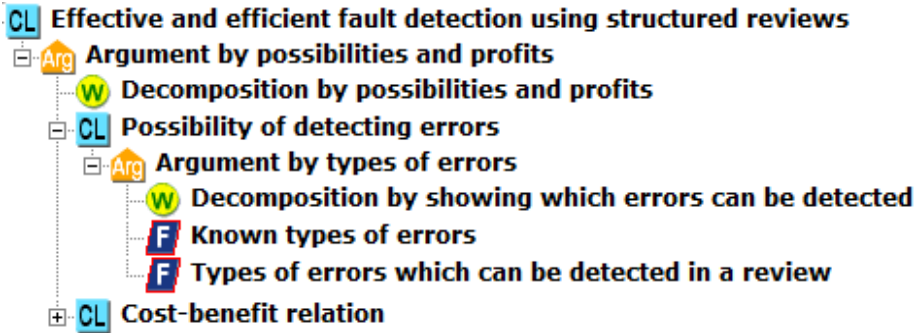 CL Effective and efficient fault detection using structured reviews
Arg Argument by possibilities and profits
W Decomposition by possibilities and profits
CL Possibility of detecting errors
Arg Argument by types of errors
W Decomposition by showing which errors can be detected
F Known types of errors
F Types of errors which can be detected in a review
CL Cost-benefit relation